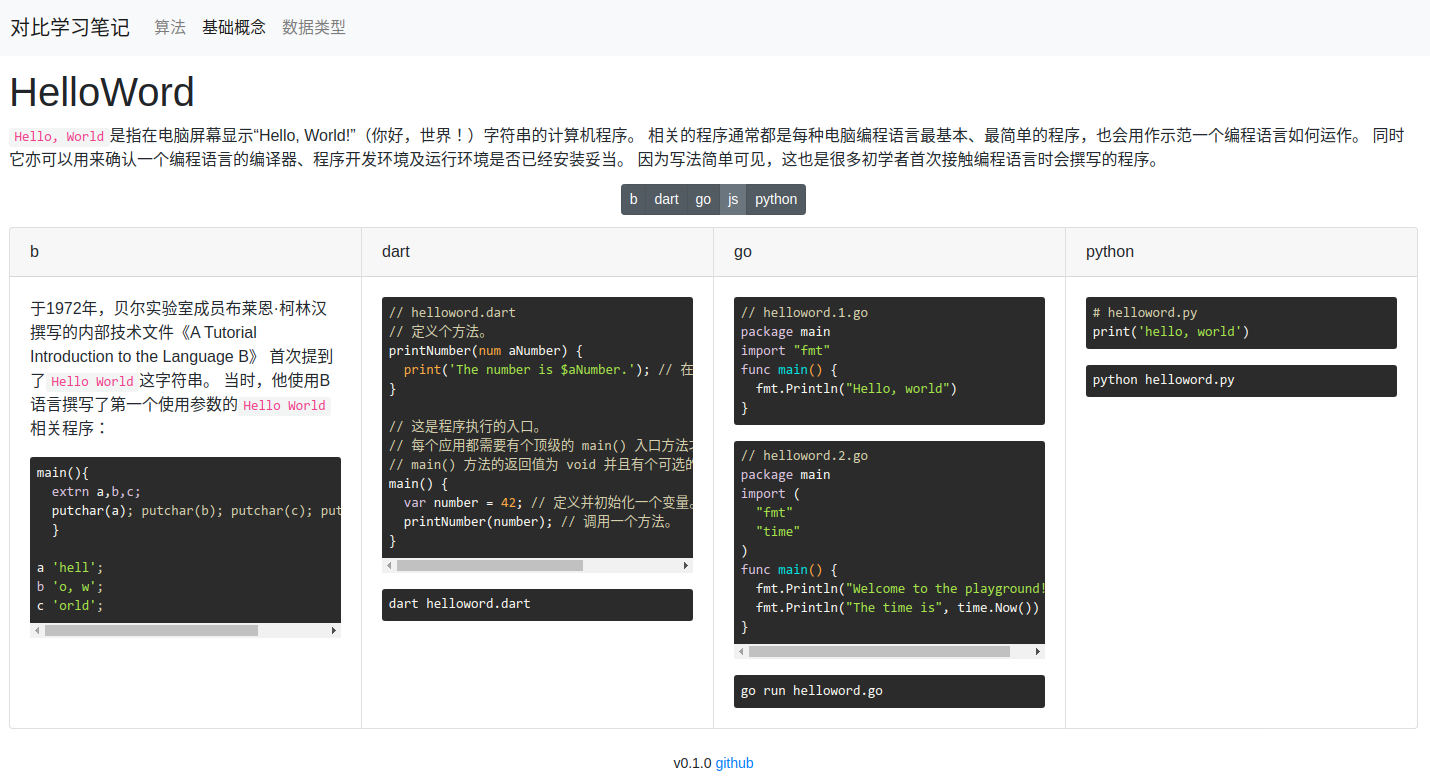 对比学习笔记 算法 基础概念 数据类型
HelloWord
Hello, World 是指在电脑屏幕显示“Hello, World!”（你好，世界！）字符串的计算机程序。 相关的程序通常都是每种电脑编程语言最基本、最简单的程序，也会用作示范一个编程语言如何运作。 同时
它亦可以用来确认一个编程语言的编译器、程序开发环境及运行环境是否已经安装妥当。 因为写法简单可见，这也是很多初学者首次接触编程语言时会撰写的程序。
b dart go js python
b
于1972年，贝尔实验室成员布莱恩·柯林汉
撰写的内部技术文件《A Tutorial
Introduction to the Language B》 首次提到
了 Hello World 这字符串。 当时，他使用B
语言撰写了第一个使用参数的 Hello World
相关程序：
main(){
  extrn a,b,c;
  putchar(a); putchar(b); putchar(c); put
  }
a 'hell';
b 'o, w';
c 'orld';
dart
// helloword.dart
// 定义个方法。
printNumber(num aNumber) {
  print('The number is $aNumber.'); // 在
}
// 这是程序执行的入口。
// 每个应用都需要有个顶级的 main() 入口方法
// main() 方法的返回值为 void 并且有个可选的
main() {
  var number = 42; // 定义并初始化一个变量。
  printNumber(number); // 调用一个方法。
}
dart helloword.dart
go
// helloword.1.go
package main
import "fmt"
func main() {
  fmt.Println("Hello, world")
}
// helloword.2.go
package main
import (
  "fmt"
  "time"
)
func main() {
  fmt.Println("Welcome to the playground!
  fmt.Println("The time is", time.Now())
}
go run helloword.go
python
# helloword.py
print('hello, world')
python helloword.py
v0.1.0 github